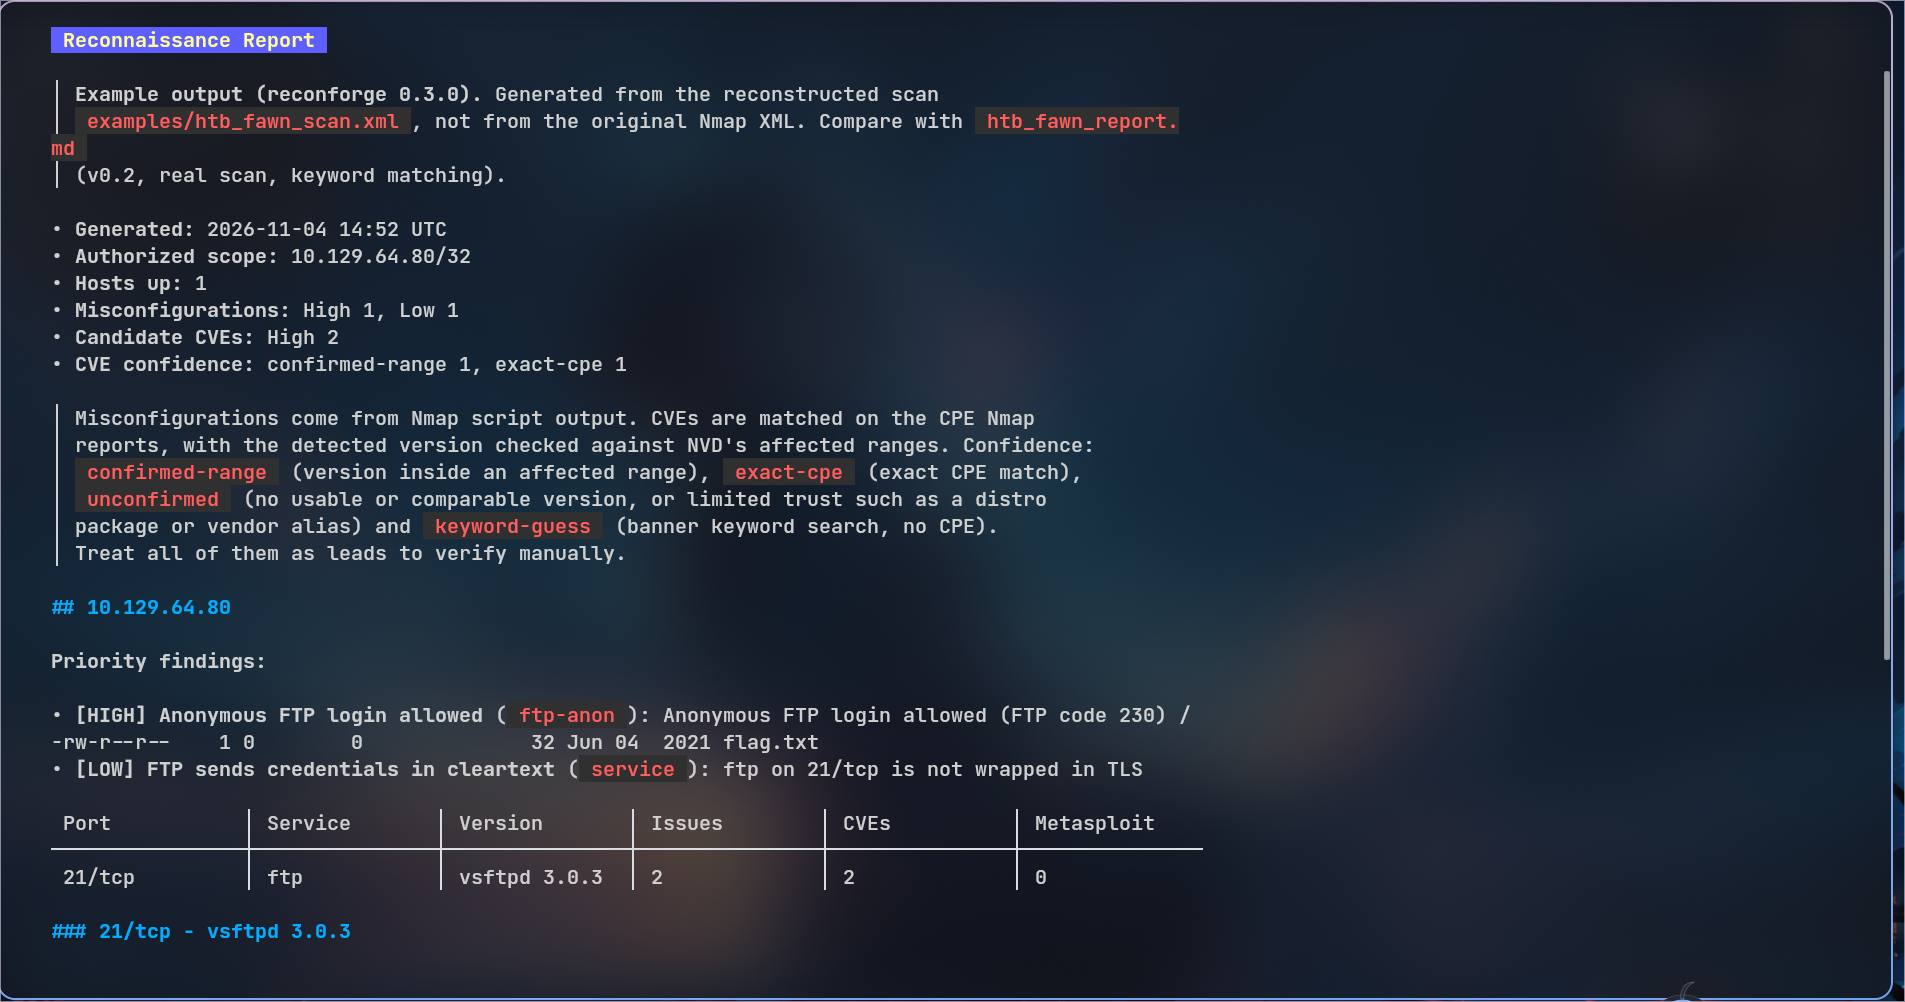 Reconnaissance Report
Example output (reconforge 0.3.0). Generated from the reconstructed scan
examples/htb_fawn_scan.xml , not from the original Nmap XML. Compare with htb_fawn_report.
md
(v0.2, real scan, keyword matching).
• Generated: 2026-11-04 14:52 UTC
• Authorized scope: 10.129.64.80/32
• Hosts up: 1
• Misconfigurations: High 1, Low 1
• Candidate CVEs: High 2
• CVE confidence: confirmed-range 1, exact-cpe 1
Misconfigurations come from Nmap script output. CVEs are matched on the CPE Nmap
reports, with the detected version checked against NVD's affected ranges. Confidence:
confirmed-range (version inside an affected range), exact-cpe (exact CPE match),
unconfirmed (no usable or comparable version, or limited trust such as a distro
package or vendor alias) and keyword-guess (banner keyword search, no CPE).
Treat all of them as leads to verify manually.
## 10.129.64.80
Priority findings:
• [HIGH] Anonymous FTP login allowed ( ftp-anon ): Anonymous FTP login allowed (FTP code 230) /
-rw-r--r-- 1 0 0 32 Jun 04 2021 flag.txt
• [LOW] FTP sends credentials in cleartext ( service ): ftp on 21/tcp is not wrapped in TLS
Port Service Version Issues CVEs Metasploit
21/tcp ftp vsftpd 3.0.3 2 2 0
### 21/tcp - vsftpd 3.0.3